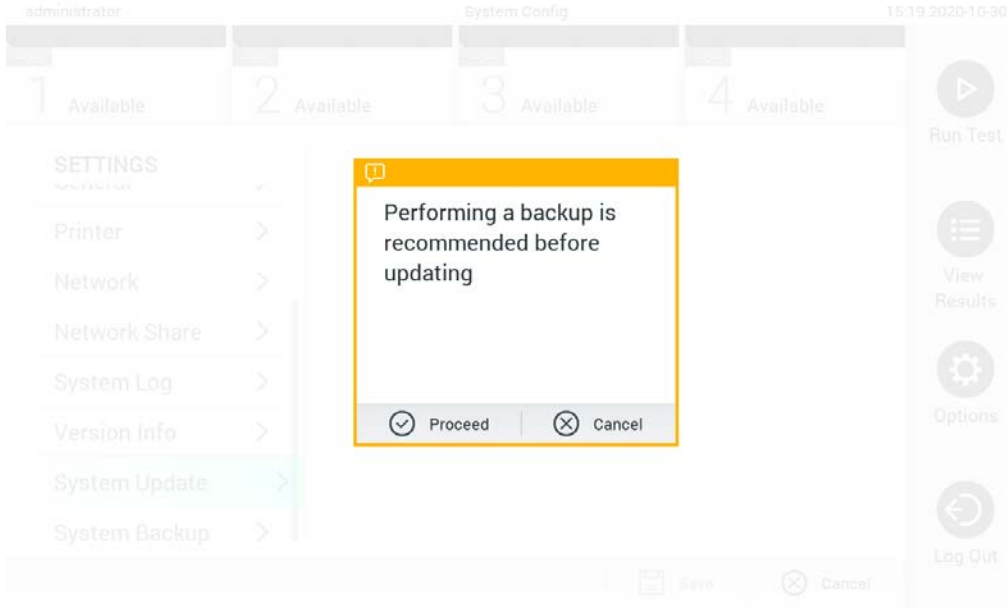 administrator System Config 15:19 2020-10-30
1 Available 2 Available 3 Available 4 Available
Run Test
SETTINGS
General
Printer
Network
Network Share
System Log
Version Info
System Update
System Backup
Performing a backup is
recommended before
updating
Proceed Cancel
View
Results
Options
Log Out
Save Cancel